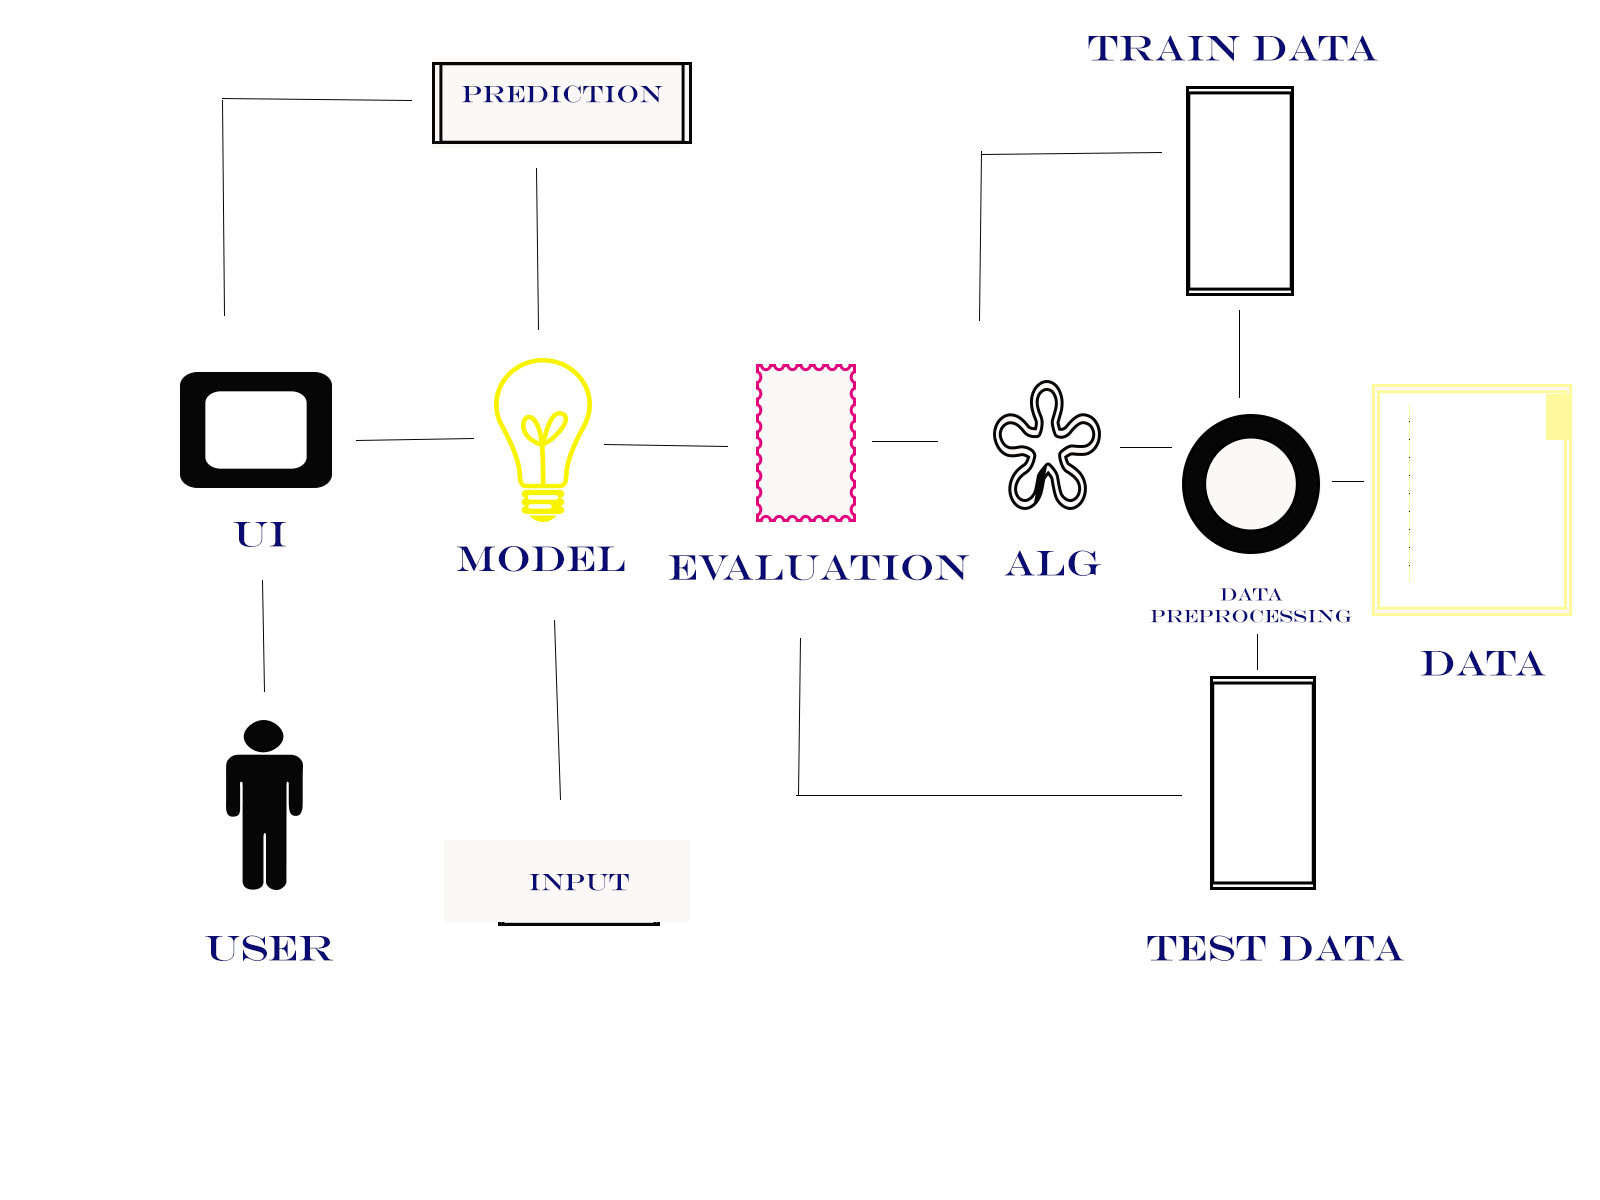 TRAIN DATA
PREDICTION
UI
MODEL
EVALUATION
ALG
DATA
PREPROCESSING
DATA
INPUT
USER
TEST DATA